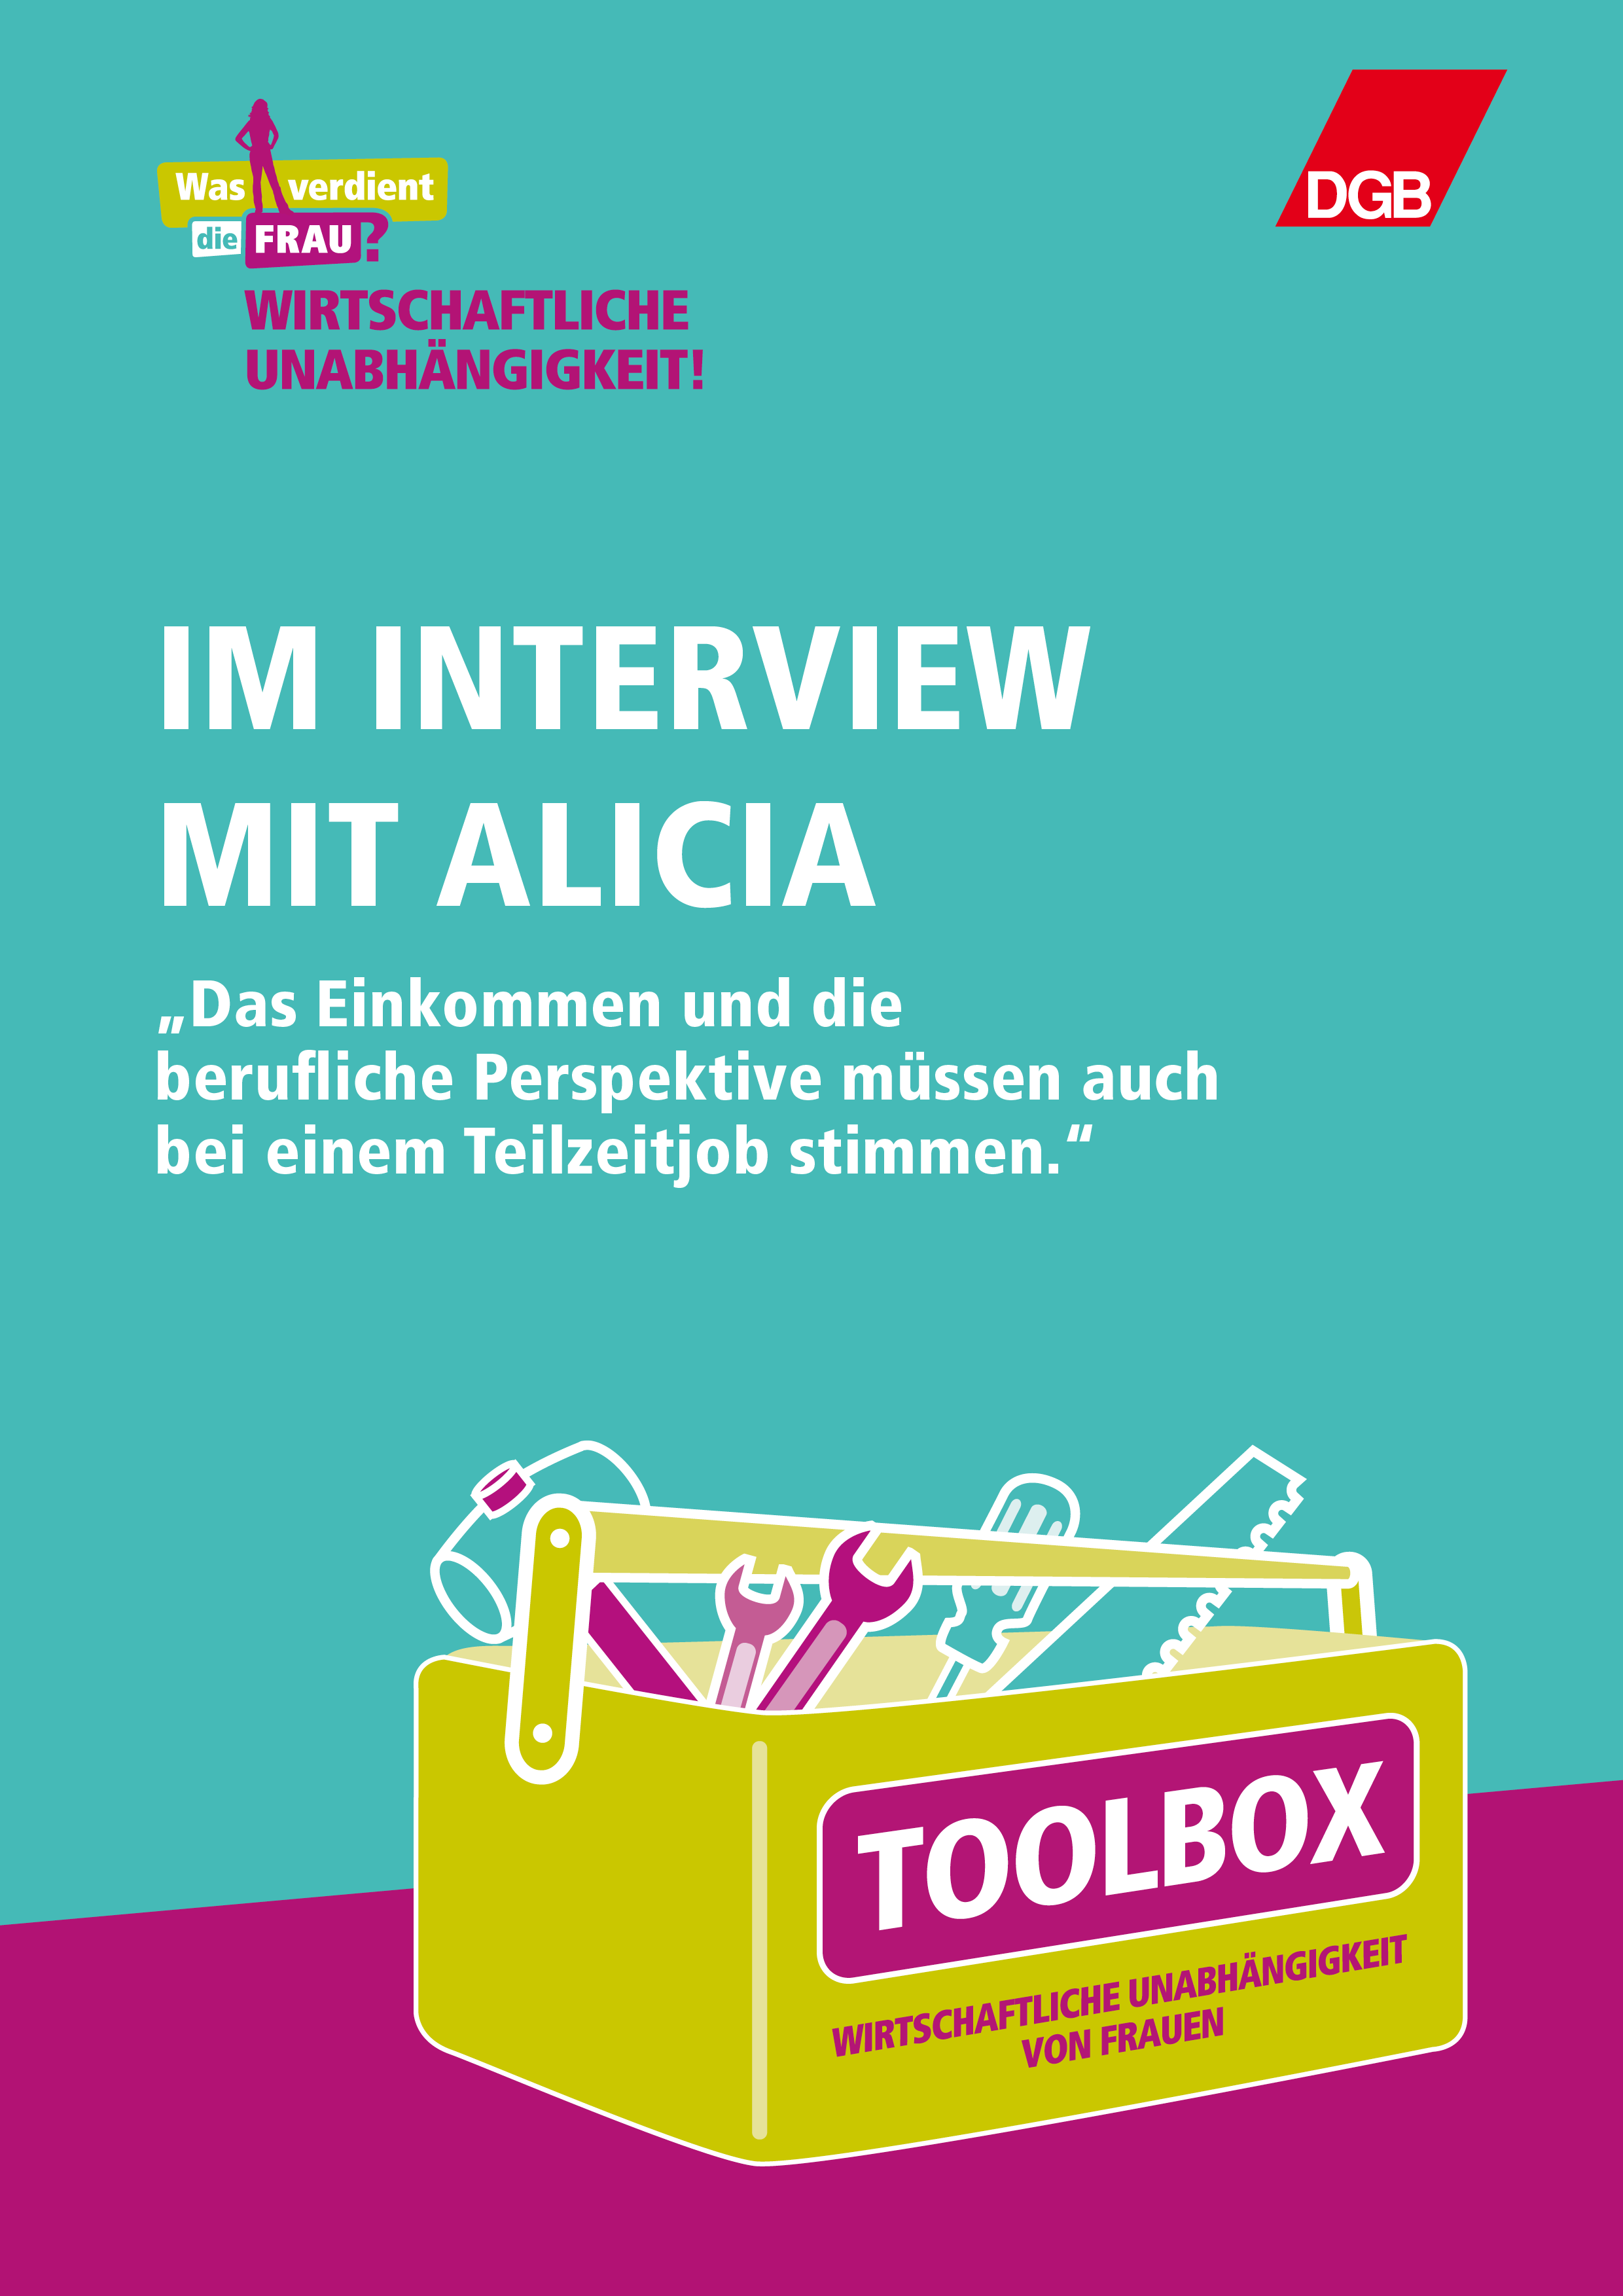 Was verdient
die FRAU?
WIRTSCHAFTLICHE
UNABHÄNGIGKEIT!
DGB
IM INTERVIEW
MIT ALICIA
„Das Einkommen und die
berufliche Perspektive müssen auch
bei einem Teilzeitjob stimmen.“
TOOLBOX
WIRTSCHAFTLICHE UNABHÄNGIGKEIT
VON FRAUEN